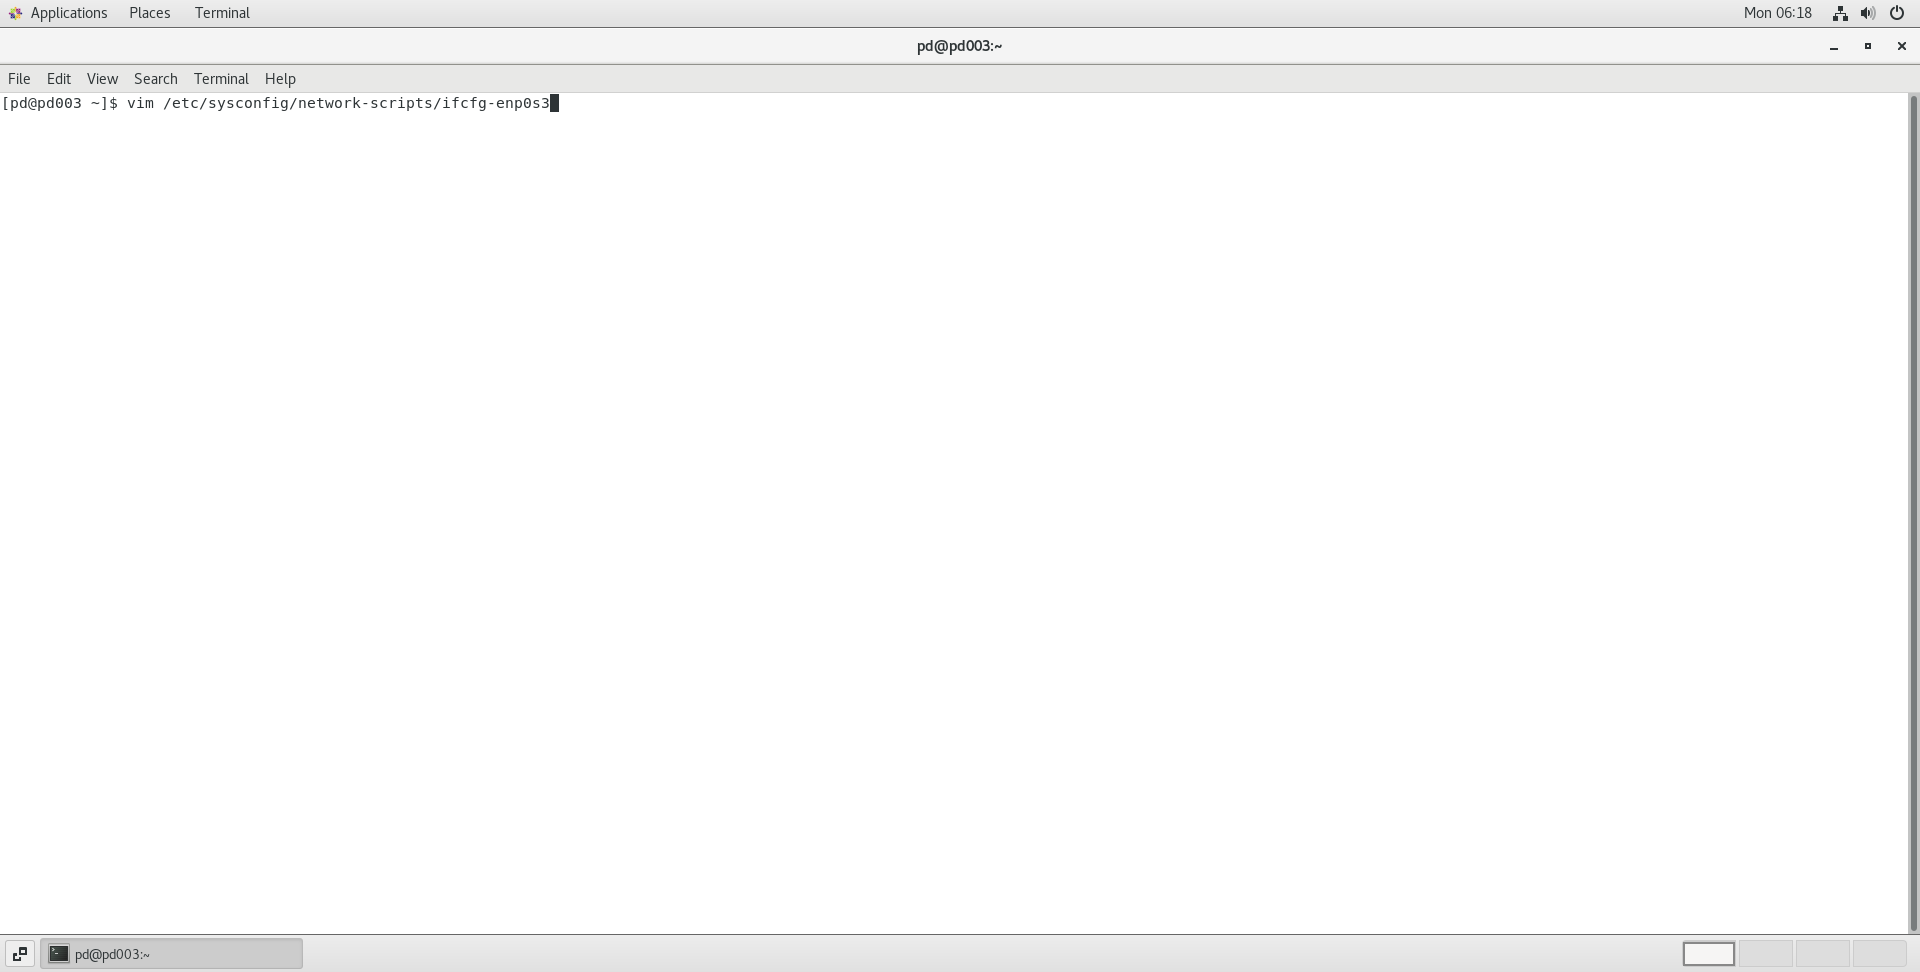 Applications Places Terminal Mon 06:18
pd@pd003:~
File Edit View Search Terminal Help
[pd@pd003 ~]$ vim /etc/sysconfig/network-scripts/ifcfg-enp0s3
pd@pd003:~